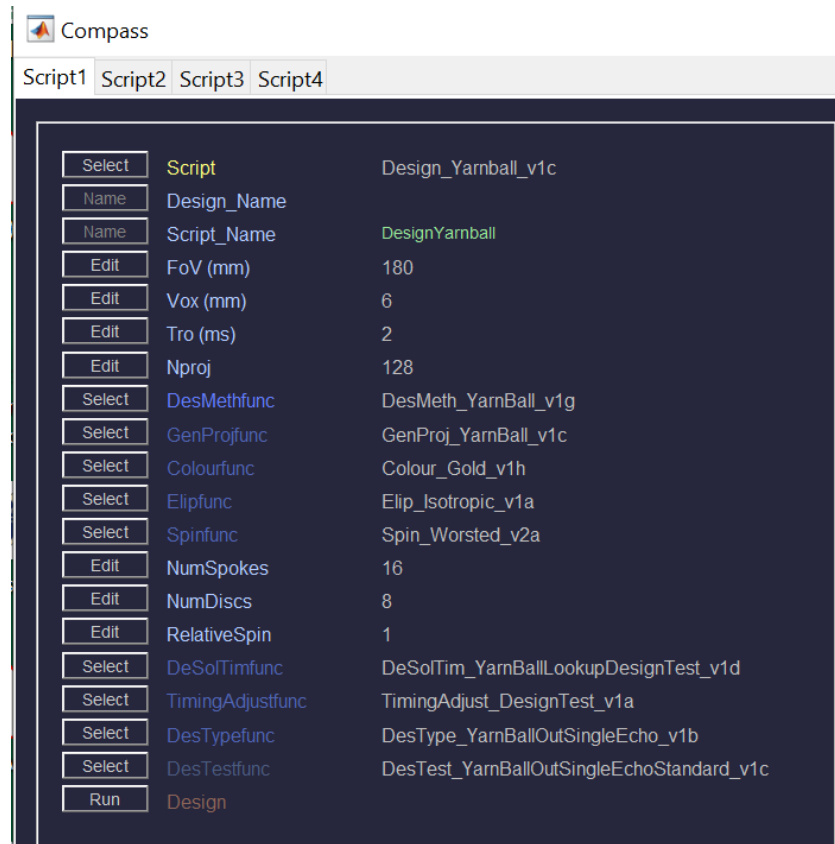 Compass
Script1 Script2 Script3 Script4
Select Script Design_Yarnball_v1c
Name Design_Name
Name Script_Name DesignYarnball
Edit FoV (mm) 180
Edit Vox (mm) 6
Edit Tro (ms) 2
Edit Nproj 128
Select DesMethfunc DesMeth_YarnBall_v1g
Select GenProjfunc GenProj_YarnBall_v1c
Select Colourfunc Colour_Gold_v1h
Select Elipfunc Elip_Isotropic_v1a
Select Spinfunc Spin_Worsted_v2a
Edit NumSpokes 16
Edit NumDiscs 8
Edit RelativeSpin 1
Select DeSolTimfunc DeSolTim_YarnBallLookupDesignTest_v1d
Select TimingAdjustfunc TimingAdjust_DesignTest_v1a
Select DesTypefunc DesType_YarnBallOutSingleEcho_v1b
Select DesTestfunc DesTest_YarnBallOutSingleEchoStandard_v1c
Run Design